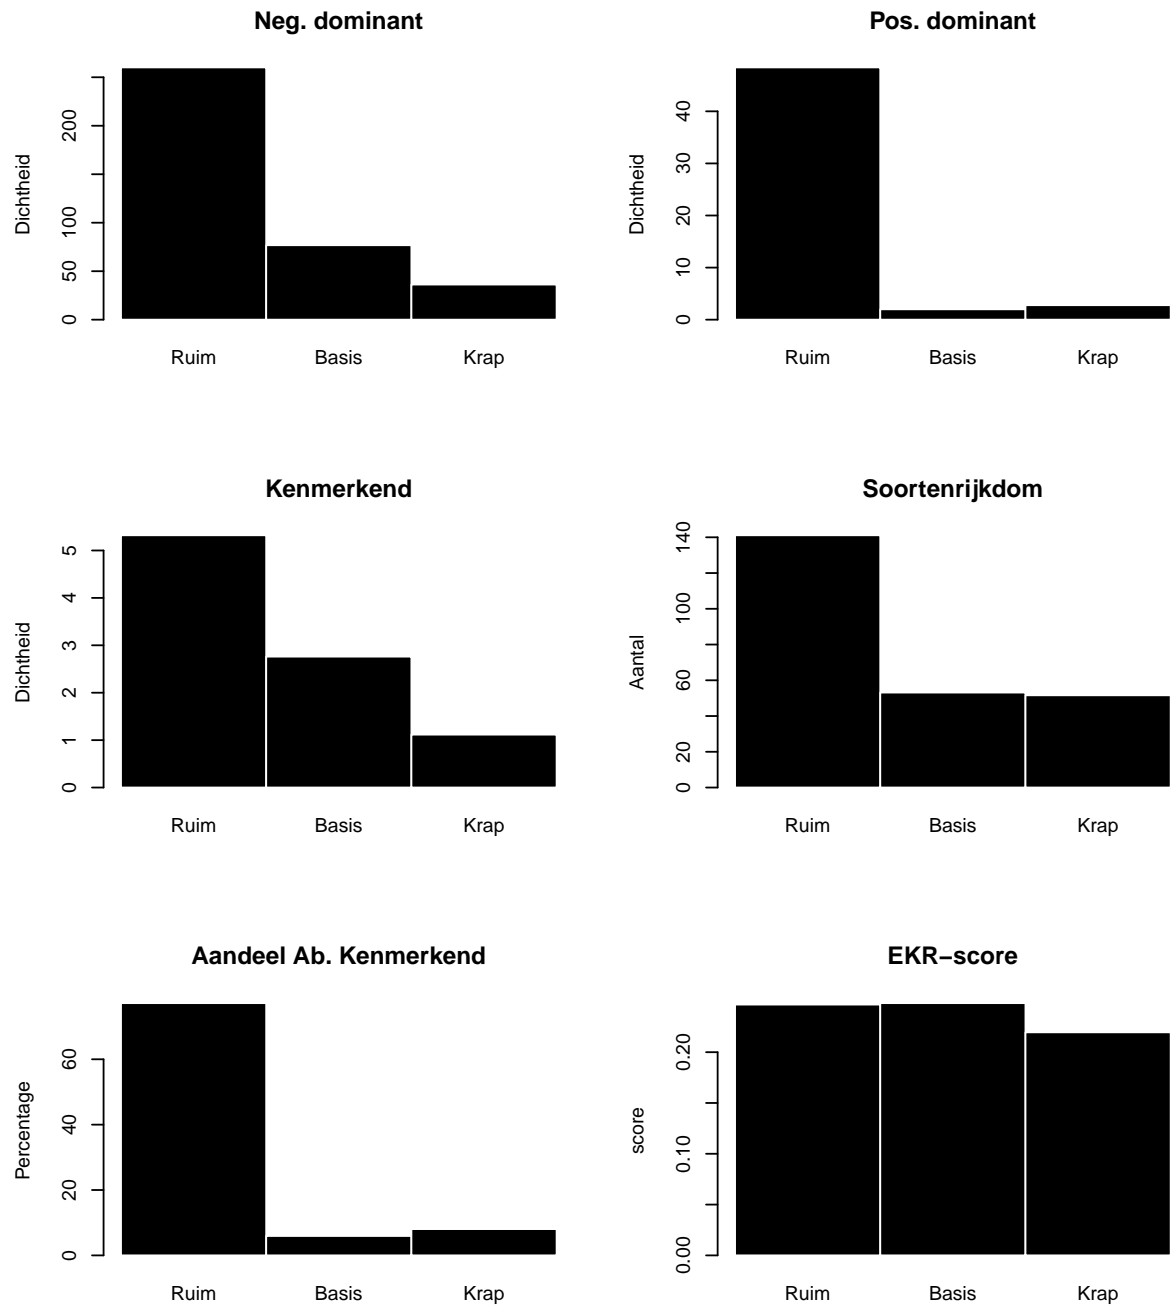 Neg. dominant
Dichtheid
0 50 100 200
Ruim Basis Krap
Pos. dominant
Dichtheid
0 10 20 30 40
Ruim Basis Krap
Kenmerkend
Dichtheid
0 1 2 3 4 5
Ruim Basis Krap
Soortenrijkdom
Aantal
0 20 60 100 140
Ruim Basis Krap
Aandeel Ab. Kenmerkend
Percentage
0 20 40 60
Ruim Basis Krap
EKR−score
score
0.00 0.10 0.20
Ruim Basis Krap